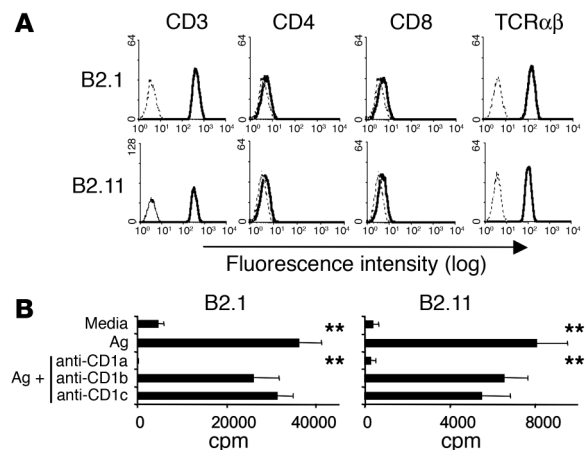 A
CD3 CD4 CD8 TCRαβ
B2.1
64 64 64 64
0 0 0 0
10⁰ 10¹ 10² 10³ 10⁴ 10⁰ 10¹ 10² 10³ 10⁴ 10⁰ 10¹ 10² 10³ 10⁴ 10⁰ 10¹ 10² 10³ 10⁴
B2.11
128 64 64 64
0 0 0 0
10⁰ 10¹ 10² 10³ 10⁴ 10⁰ 10¹ 10² 10³ 10⁴ 10⁰ 10¹ 10² 10³ 10⁴ 10⁰ 10¹ 10² 10³ 10⁴
Fluorescence intensity (log)
B
B2.1 B2.11
Media ** **
Ag
Ag +
anti-CD1a ** **
anti-CD1b
anti-CD1c
0 20000 40000 0 4000 8000
cpm cpm